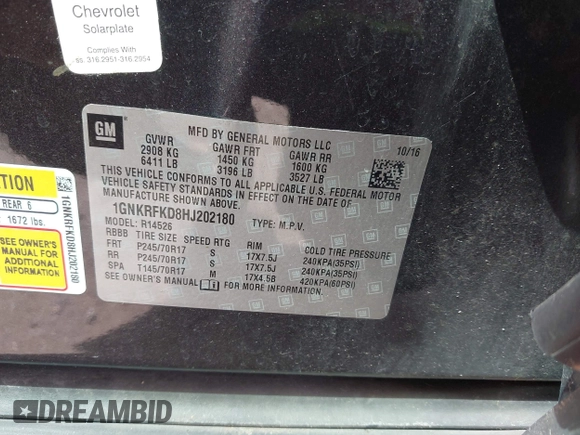 Chevrolet
Solarplate
Complies With
ss. 316.2951-316.2954
GM
MFD BY GENERAL MOTORS LLC
10/16
GVWR GAWR FRT GAWR RR
2908 KG 1450 KG 1600 KG
6411 LB 3196 LB 3527 LB
THIS VEHICLE CONFORMS TO ALL APPLICABLE U.S. FEDERAL MOTOR
VEHICLE SAFETY STANDARDS IN EFFECT ON THE DATE OF
MANUFACTURE SHOWN ABOVE.
1GNKRFKD8HJ202180 TYPE: M.P.V.
MODEL: R14526
RBBB TIRE SIZE SPEED RTG RIM COLD TIRE PRESSURE
FRT P245/70R17 S 17X7.5J 240KPA(35PSI)
RR P245/70R17 S 17X7.5J 240KPA(35PSI)
SPA T145/70R17 M 17X4.5B 420KPA(60PSI)
SEE OWNER'S MANUAL FOR MORE INFORMATION.
REAR 6
1672 lbs.
SEE OWNER'S
MANUAL FOR
ADDITIONAL
INFORMATION
1GNKRFKD8HJ202180
DREAMBID